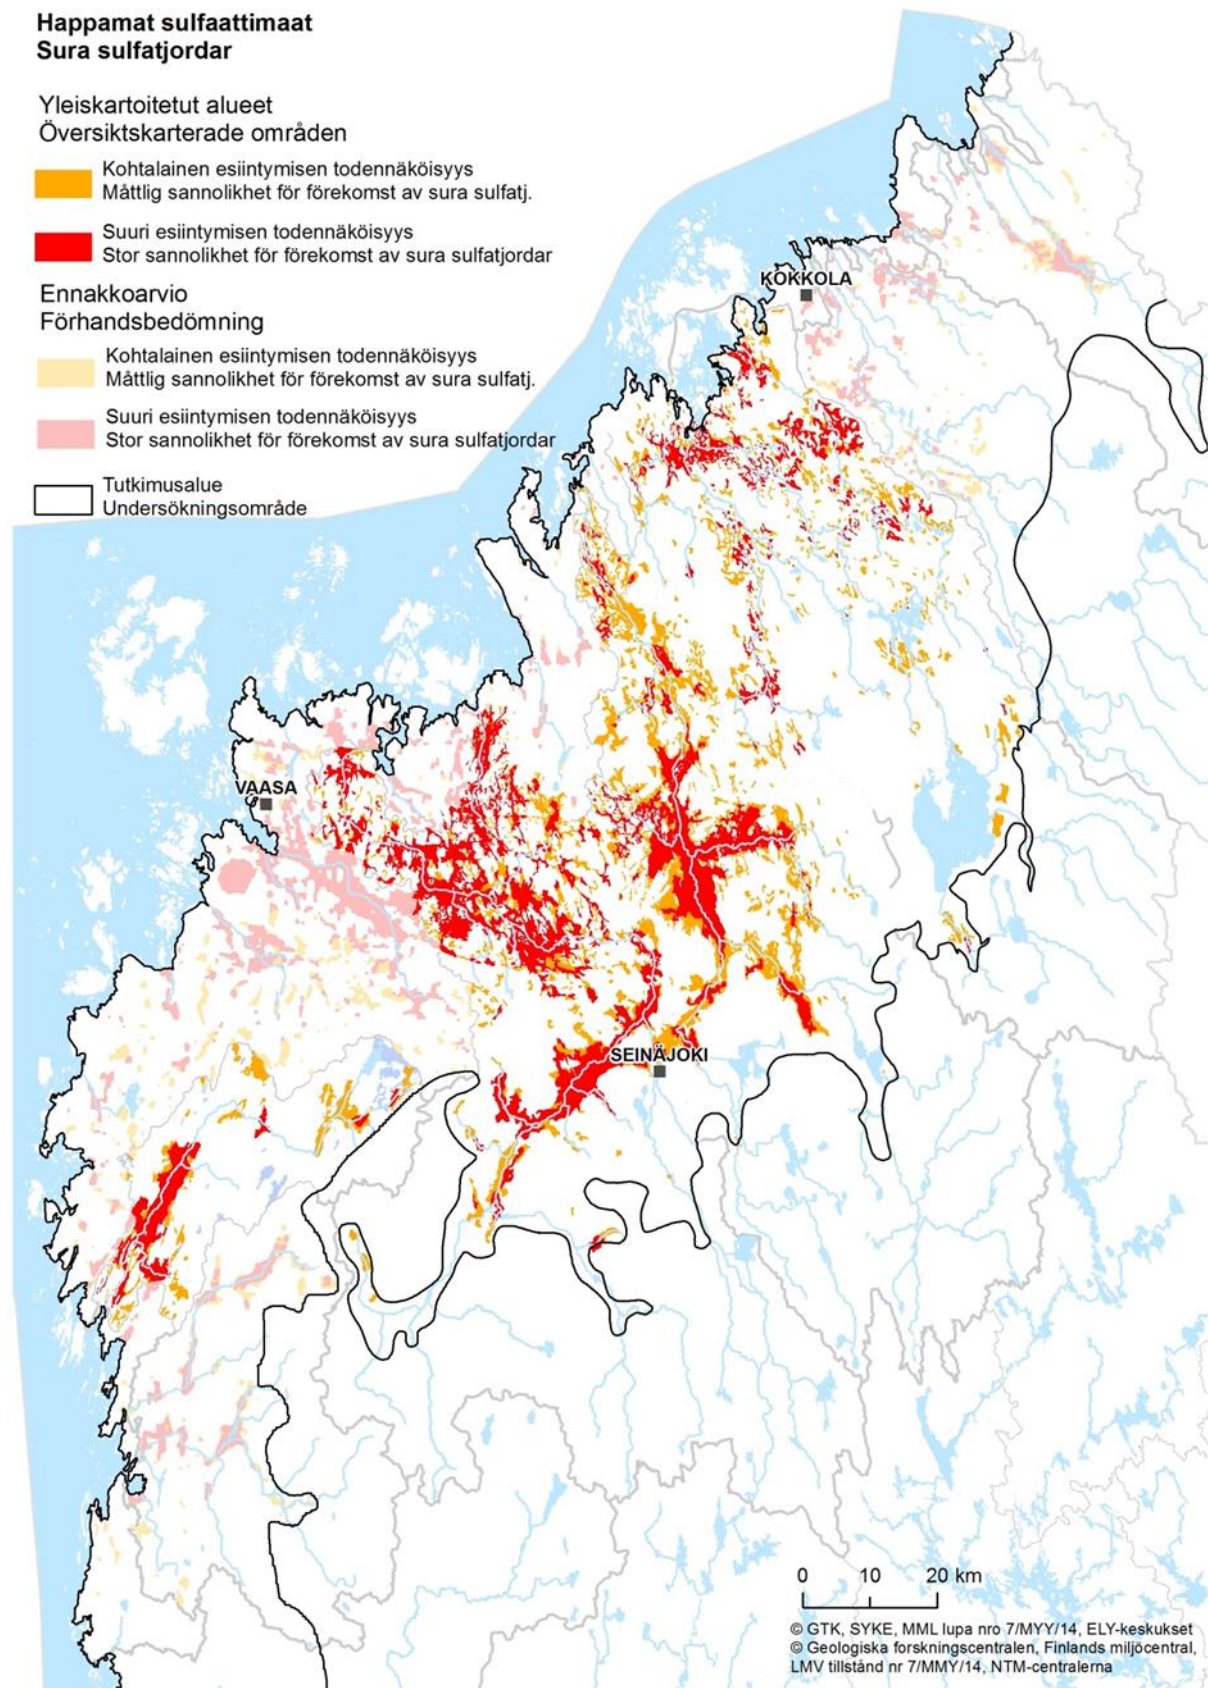 Happamat sulfaattimaat
Sura sulfatjordar
Yleiskartoitetut alueet
Översiktskarterade områden
Kohtalainen esiintymisen todennäköisyys
Måttlig sannolikhet för förekomst av sura sulfatj.
Suuri esiintymisen todennäköisyys
Stor sannolikhet för förekomst av sura sulfatjordar
Ennakkoarvio
Förhandsbedömning
Kohtalainen esiintymisen todennäköisyys
Måttlig sannolikhet för förekomst av sura sulfatj.
Suuri esiintymisen todennäköisyys
Stor sannolikhet för förekomst av sura sulfatjordar
Tutkimusalue
Undersökningsområde
KOKKOLA
VAASA
SEINÄJOKI
0 10 20 km
© GTK, SYKE, MML lupa nro 7/MYY/14, ELY-keskukset
© Geologiska forskningscentralen, Finlands miljöcentral,
LMV tillstånd nr 7/MMY/14, NTM-centralerna